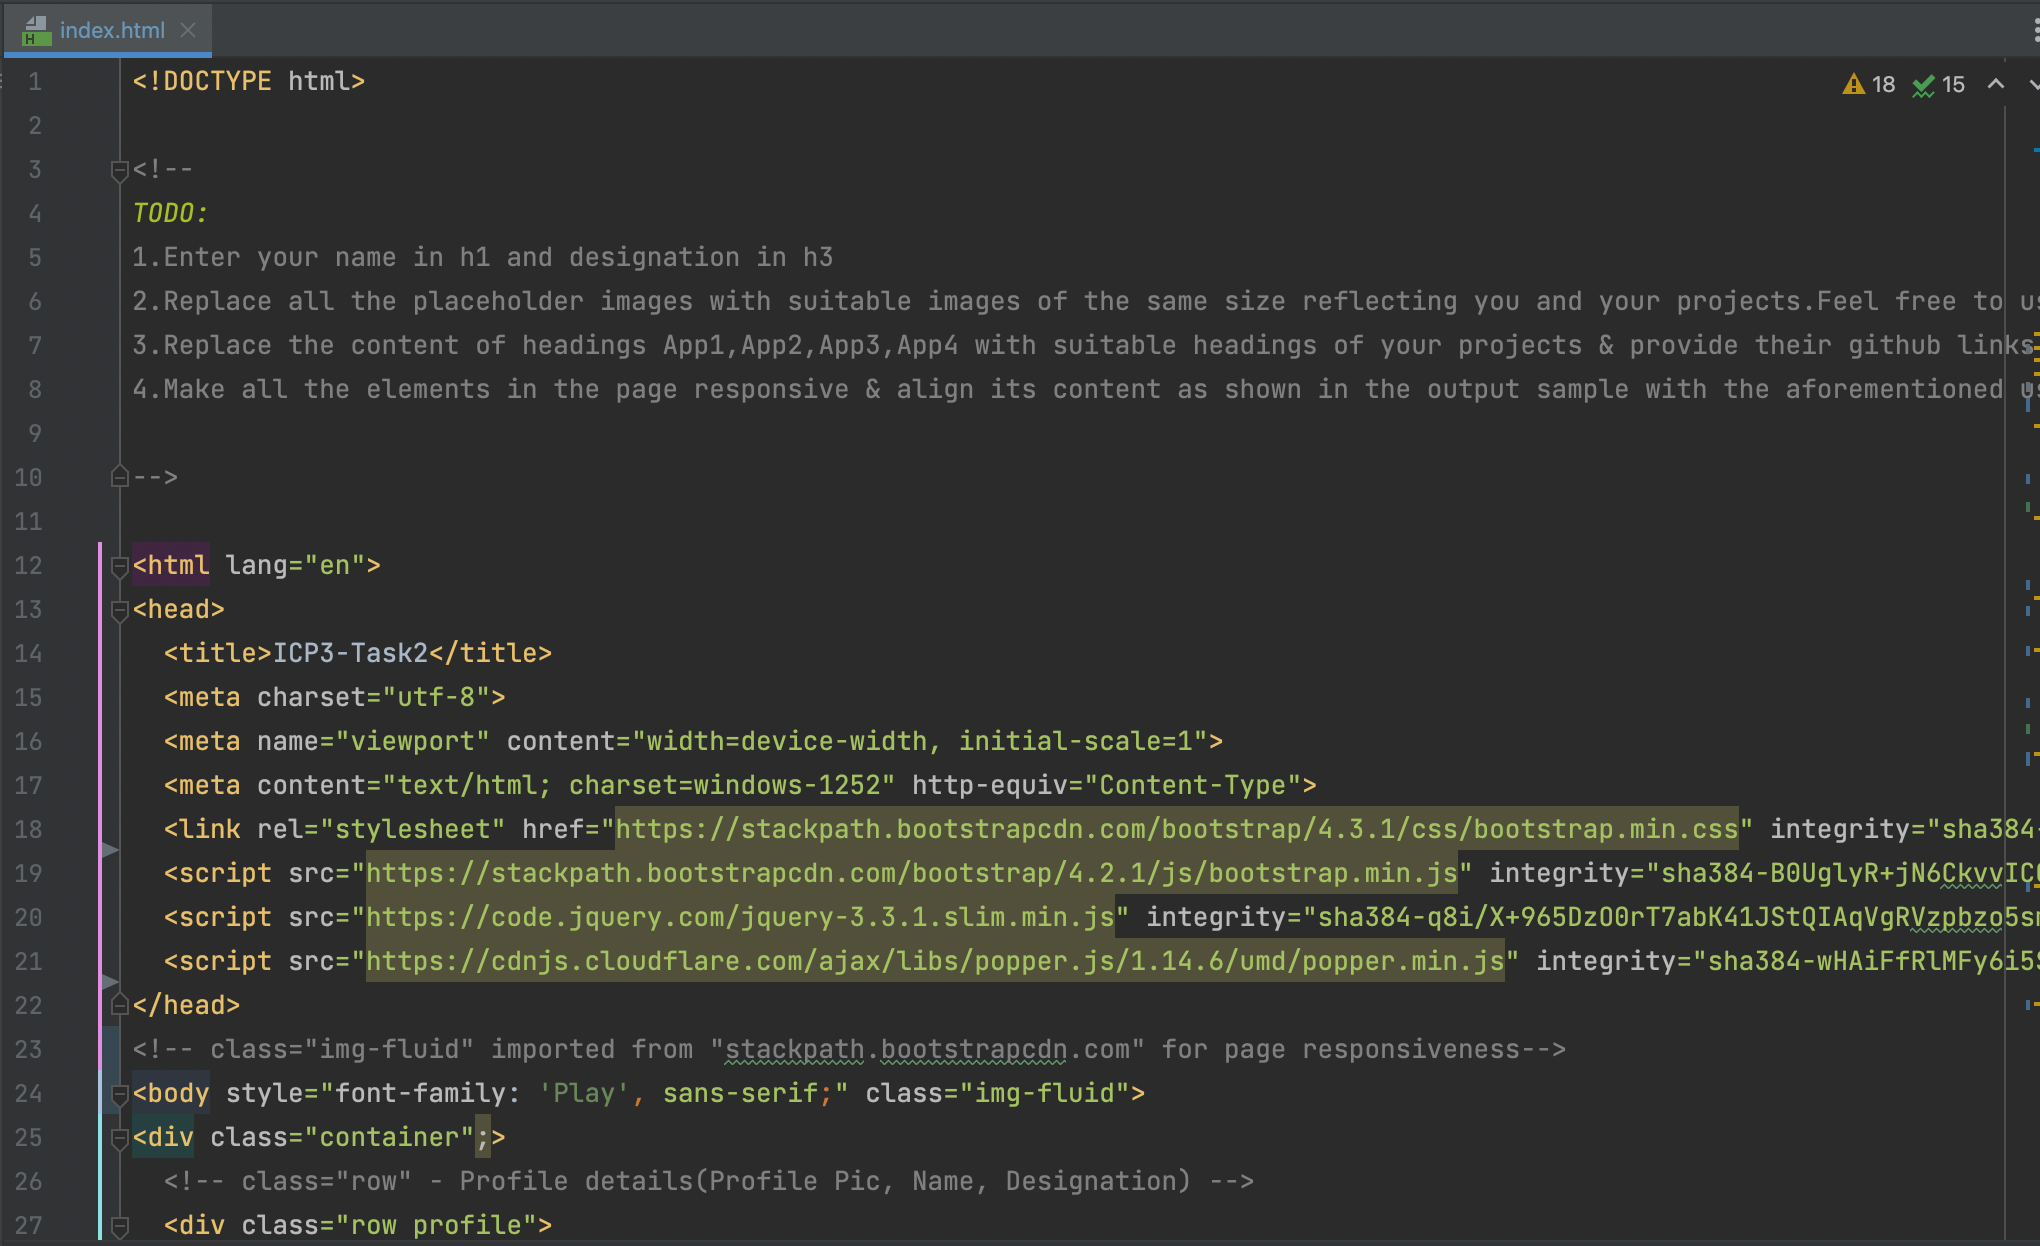 index.html
18 15
1 <!DOCTYPE html>
2
3 <!--
4 TODO:
5 1.Enter your name in h1 and designation in h3
6 2.Replace all the placeholder images with suitable images of the same size reflecting you and your projects.Feel free to us
7 3.Replace the content of headings App1,App2,App3,App4 with suitable headings of your projects & provide their github links
8 4.Make all the elements in the page responsive & align its content as shown in the output sample with the aforementioned us
9
10 -->
11
12 <html lang="en">
13 <head>
14 <title>ICP3-Task2</title>
15 <meta charset="utf-8">
16 <meta name="viewport" content="width=device-width, initial-scale=1">
17 <meta content="text/html; charset=windows-1252" http-equiv="Content-Type">
18 <link rel="stylesheet" href="https://stackpath.bootstrapcdn.com/bootstrap/4.3.1/css/bootstrap.min.css" integrity="sha384-
19 <script src="https://stackpath.bootstrapcdn.com/bootstrap/4.2.1/js/bootstrap.min.js" integrity="sha384-B0UglyR+jN6CkvvIC
20 <script src="https://code.jquery.com/jquery-3.3.1.slim.min.js" integrity="sha384-q8i/X+965DzO0rT7abK41JStQIAqVgRVzpbzo5s
21 <script src="https://cdnjs.cloudflare.com/ajax/libs/popper.js/1.14.6/umd/popper.min.js" integrity="sha384-wHAiFfRlMFy6i5
22 </head>
23 <!-- class="img-fluid" imported from "stackpath.bootstrapcdn.com" for page responsiveness-->
24 <body style="font-family: 'Play', sans-serif;" class="img-fluid">
25 <div class="container";>
26 <!-- class="row" - Profile details(Profile Pic, Name, Designation) -->
27 <div class="row profile">